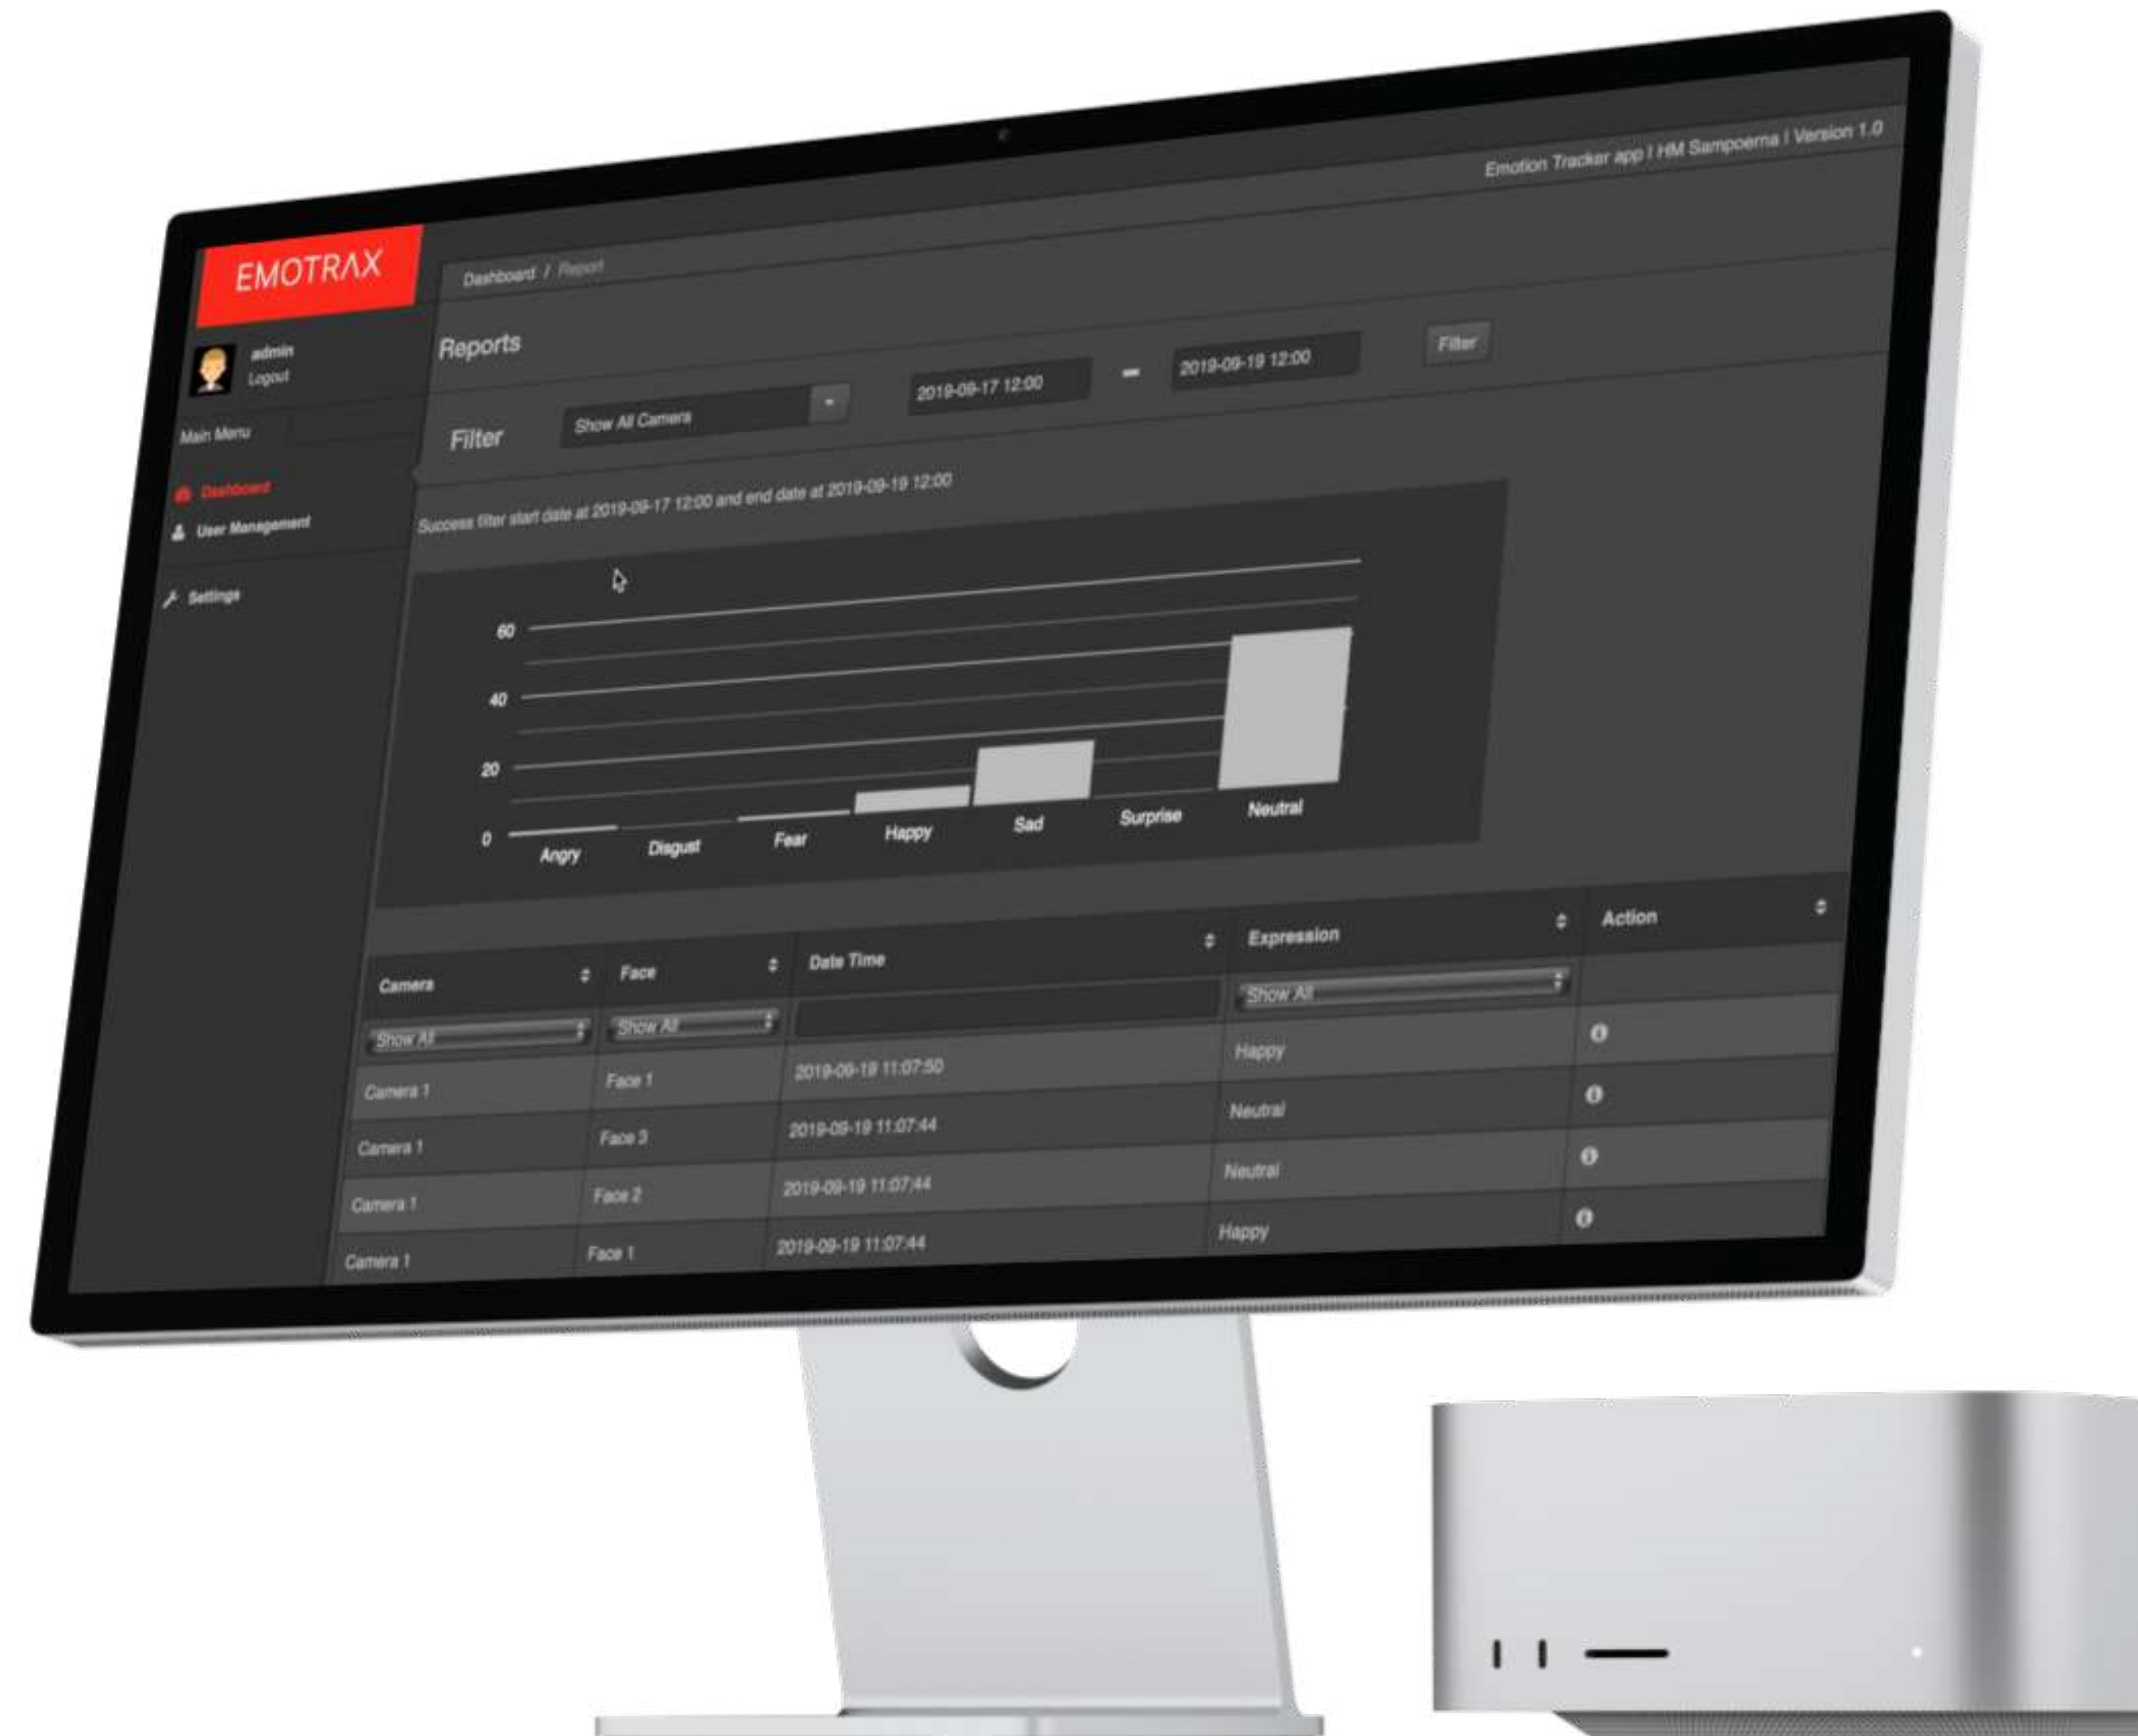 Emotion Tracker app | HM Sampoerna | Version 1.0
EMOTRAX
Dashboard / Report
admin
Logout
Reports
Main Menu
Filter
Show All Camera
2019-09-17 12:00
-
2019-09-19 12:00
Filter
Dashboard
User Management
Settings
Success filter start date at 2019-09-17 12:00 and end date at 2019-09-19 12:00
60
40
20
0
Angry
Disgust
Fear
Happy
Sad
Surprise
Neutral
Camera
Face
Date Time
Expression
Action
Show All
Show All
Show All
Camera 1 Face 1 2019-09-19 11:07:50 Happy
Camera 1 Face 3 2019-09-19 11:07:44 Neutral
Camera 1 Face 2 2019-09-19 11:07:44 Neutral
Camera 1 Face 1 2019-09-19 11:07:44 Happy